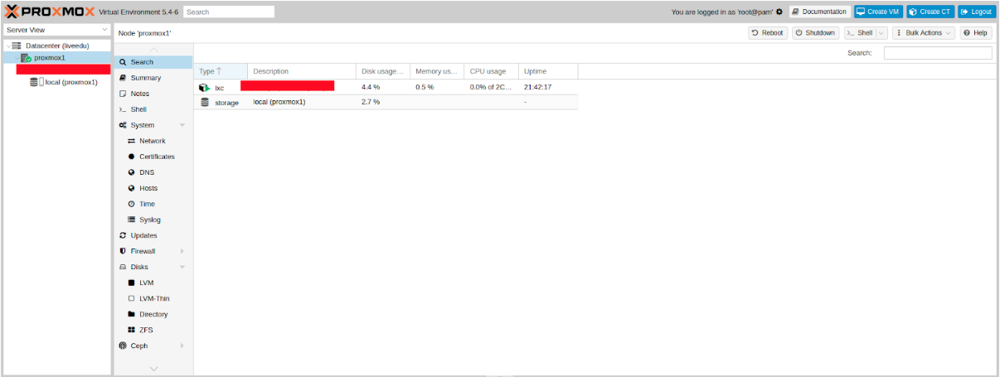 PROXMOX Virtual Environment 5.4-6 Search You are logged in as 'root@pam' Documentation Create VM Create CT Logout
Server View
Datacenter (liveedu)
proxmox1
local (proxmox1)
Node 'proxmox1' Reboot Shutdown >_ Shell Bulk Actions Help
Search:
Search
Summary
Notes
>_ Shell
System
Network
Certificates
DNS
Hosts
Time
Syslog
Updates
Firewall
Disks
LVM
LVM-Thin
Directory
ZFS
Ceph
Type Description Disk usage... Memory us... CPU usage Uptime
lxc 4.4 % 0.5 % 0.0% of 2C... 21:42:17
storage local (proxmox1) 2.7 % -